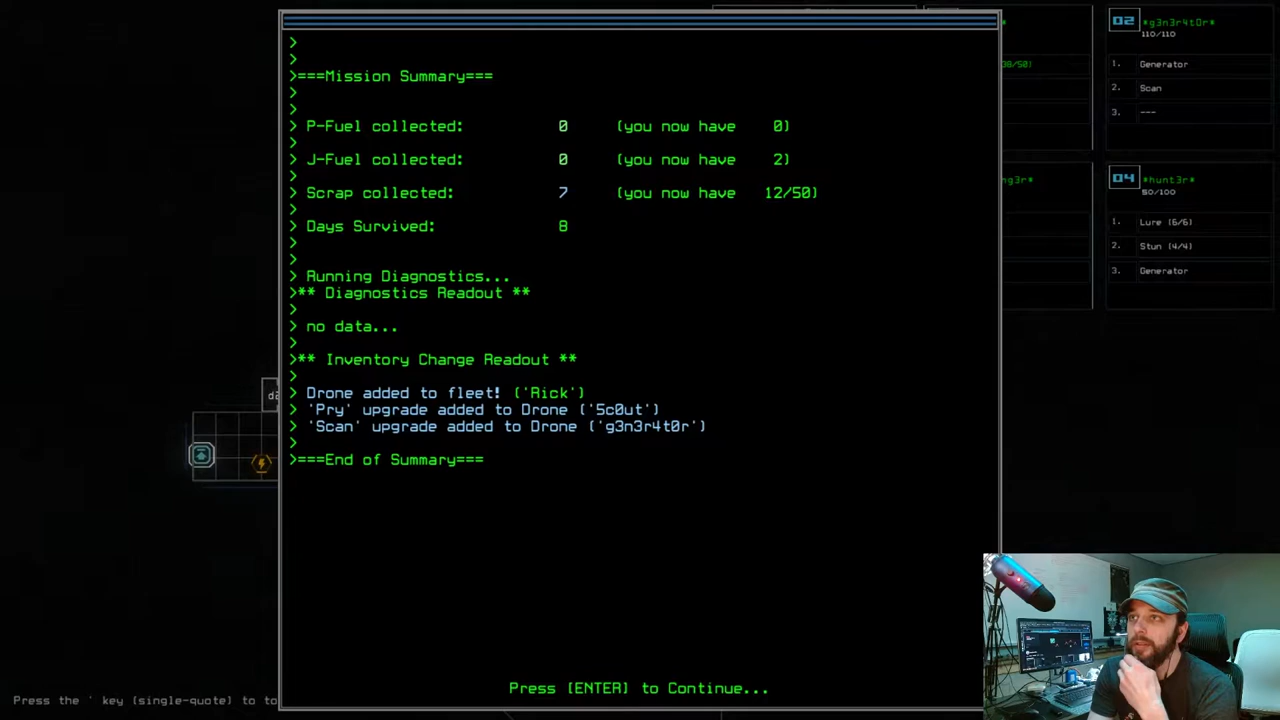 >
>
>===Mission Summary===
>
>
> P-Fuel collected: 0 (you now have 0)
>
> J-Fuel collected: 0 (you now have 2)
>
> Scrap collected: 7 (you now have 12/50)
>
> Days Survived: 8
>
>
> Running Diagnostics...
>** Diagnostics Readout **
>
> no data...
>
>** Inventory Change Readout **
>
> Drone added to fleet! ('Rick')
> 'Pry' upgrade added to Drone ('5c0ut')
> 'Scan' upgrade added to Drone ('g3n3r4t0r')
>
>===End of Summary===
Press [ENTER] to Continue...
02 *g3n3r4t0r*
110/110
1. Generator
2. Scan
3. ---
/50)
ng3r*
04 *hunt3r*
50/100
1. Lure (6/6)
2. Stun (4/4)
3. Generator
Press the ' key (single-quote) to to